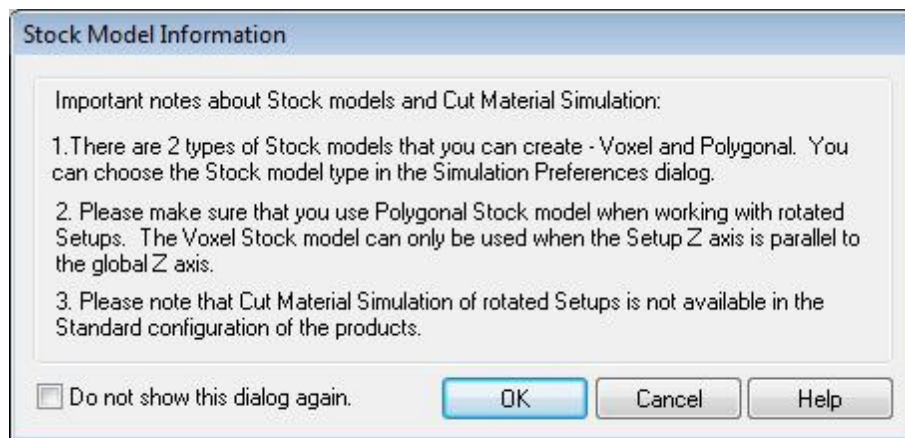 Stock Model Information
Important notes about Stock models and Cut Material Simulation:
1.There are 2 types of Stock models that you can create - Voxel and Polygonal.  You
can choose the Stock model type in the Simulation Preferences dialog.
2. Please make sure that you use Polygonal Stock model when working with rotated
Setups.  The Voxel Stock model can only be used when the Setup Z axis is parallel to
the global Z axis.
3. Please note that Cut Material Simulation of rotated Setups is not available in the
Standard configuration of the products.
Do not show this dialog again.
OK
Cancel
Help